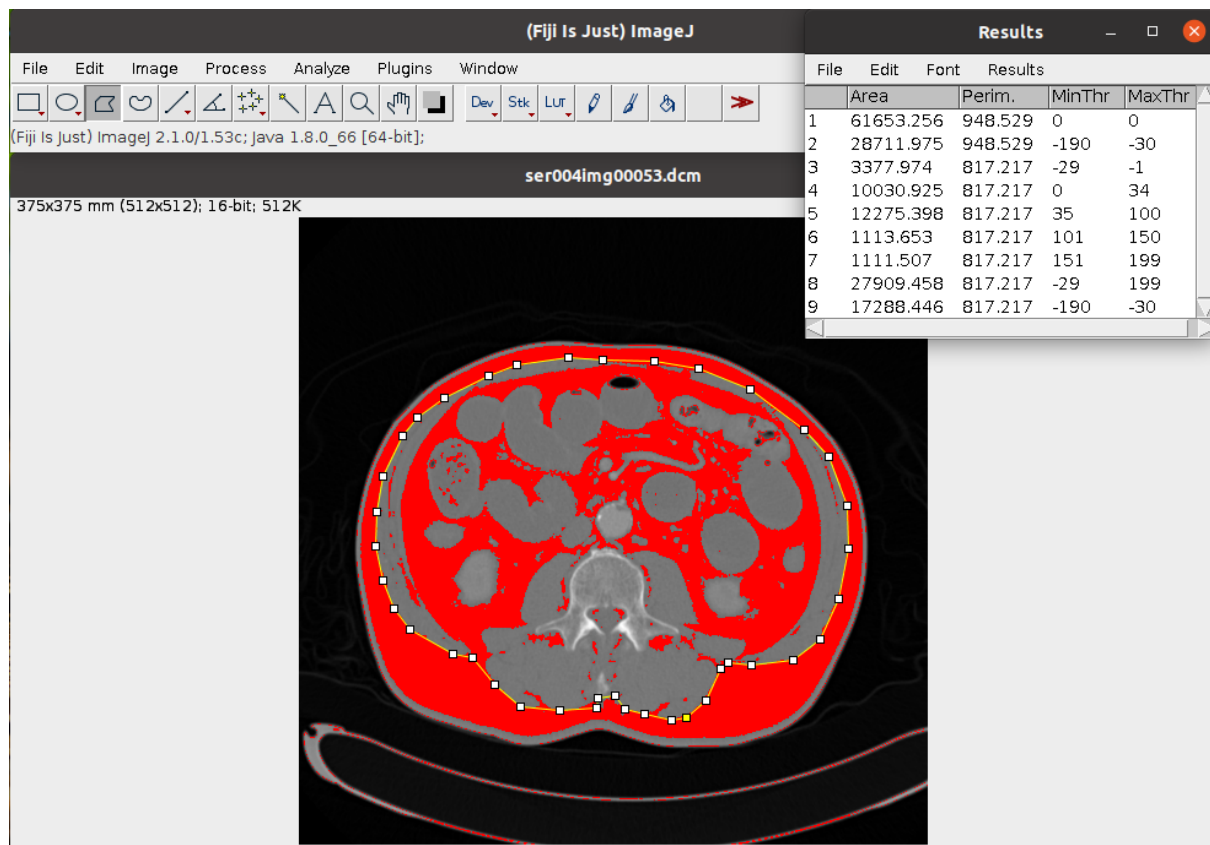 (Fiji Is Just) ImageJ
File Edit Image Process Analyze Plugins Window
A Dev Stk LUT
(Fiji Is Just) ImageJ 2.1.0/1.53c; Java 1.8.0_66 [64-bit];
ser004img00053.dcm
375x375 mm (512x512); 16-bit; 512K
Results
File Edit Font Results
Area Perim. MinThr MaxThr
1 61653.256 948.529 0 0
2 28711.975 948.529 -190 -30
3 3377.974 817.217 -29 -1
4 10030.925 817.217 0 34
5 12275.398 817.217 35 100
6 1113.653 817.217 101 150
7 1111.507 817.217 151 199
8 27909.458 817.217 -29 199
9 17288.446 817.217 -190 -30